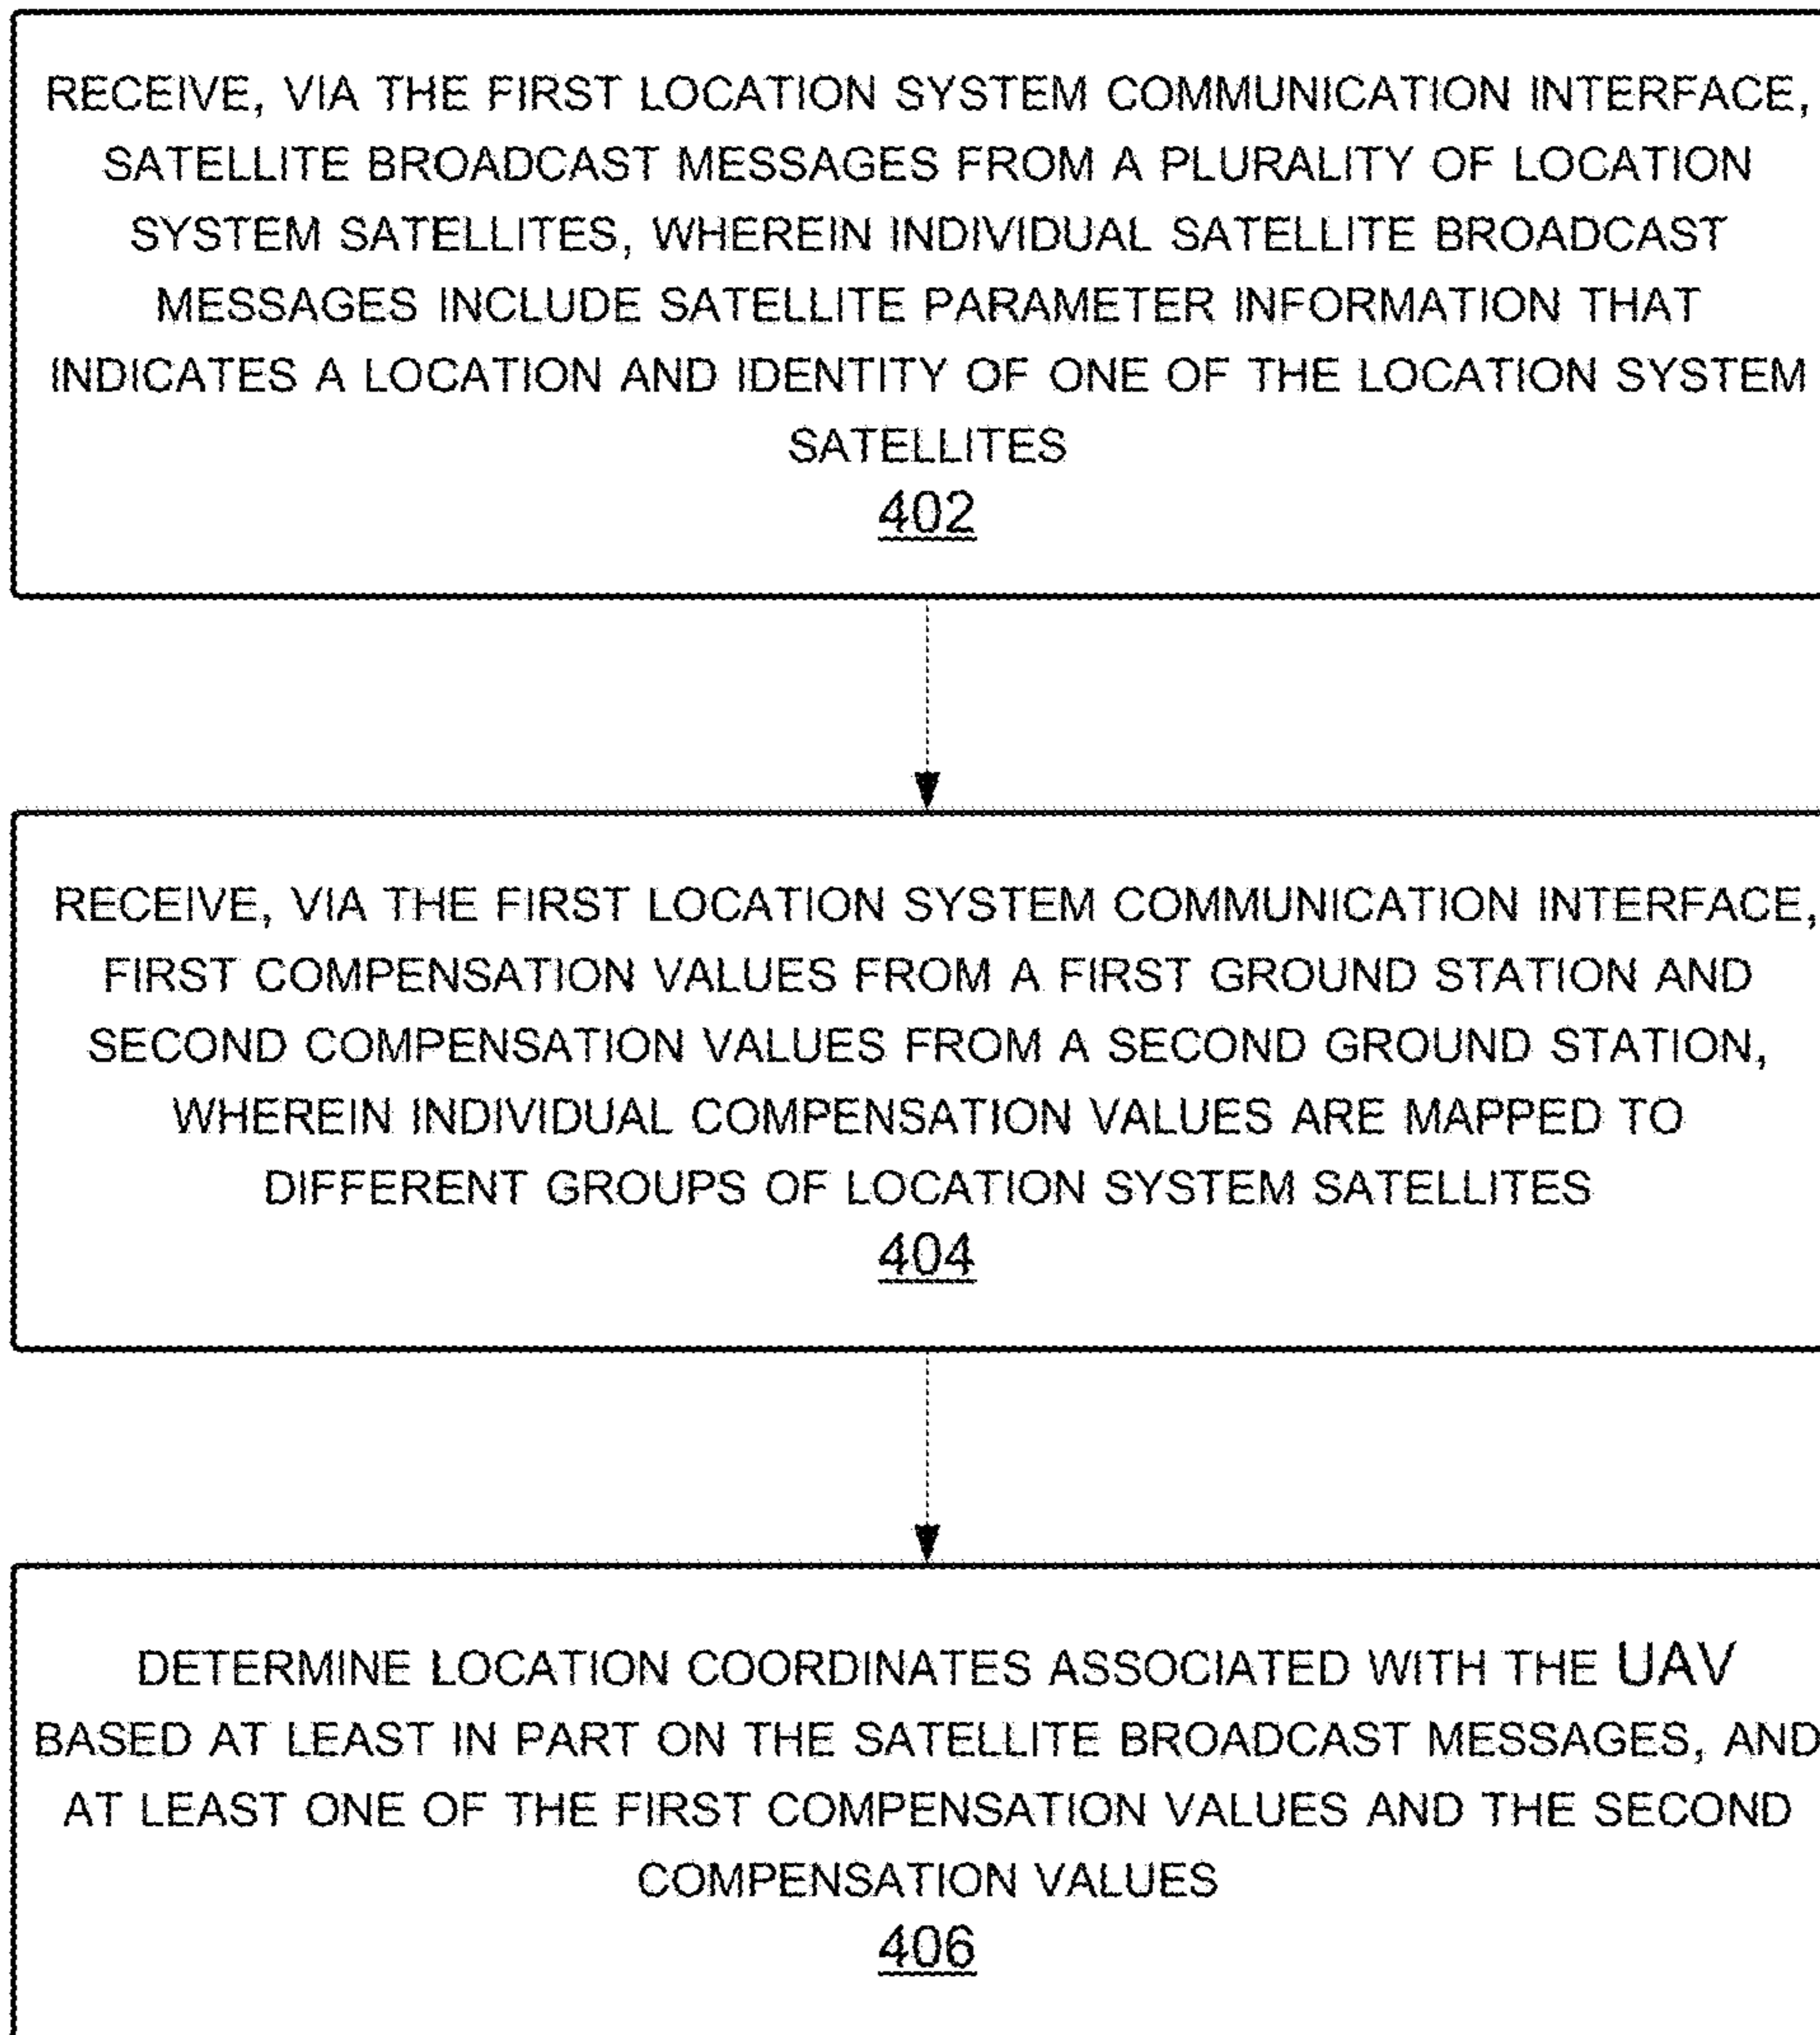 RECEIVE, VIA THE FIRST LOCATION SYSTEM COMMUNICATION INTERFACE,
SATELLITE BROADCAST MESSAGES FROM A PLURALITY OF LOCATION
SYSTEM SATELLITES, WHEREIN INDIVIDUAL SATELLITE BROADCAST
MESSAGES INCLUDE SATELLITE PARAMETER INFORMATION THAT
INDICATES A LOCATION AND IDENTITY OF ONE OF THE LOCATION SYSTEM
SATELLITES
402
RECEIVE, VIA THE FIRST LOCATION SYSTEM COMMUNICATION INTERFACE,
FIRST COMPENSATION VALUES FROM A FIRST GROUND STATION AND
SECOND COMPENSATION VALUES FROM A SECOND GROUND STATION,
WHEREIN INDIVIDUAL COMPENSATION VALUES ARE MAPPED TO
DIFFERENT GROUPS OF LOCATION SYSTEM SATELLITES
404
DETERMINE LOCATION COORDINATES ASSOCIATED WITH THE UAV
BASED AT LEAST IN PART ON THE SATELLITE BROADCAST MESSAGES, AND
AT LEAST ONE OF THE FIRST COMPENSATION VALUES AND THE SECOND
COMPENSATION VALUES
406